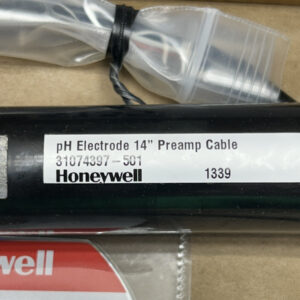 pH Electrode 14" Preamp Cable
31074397-501
Honeywell 1339
well